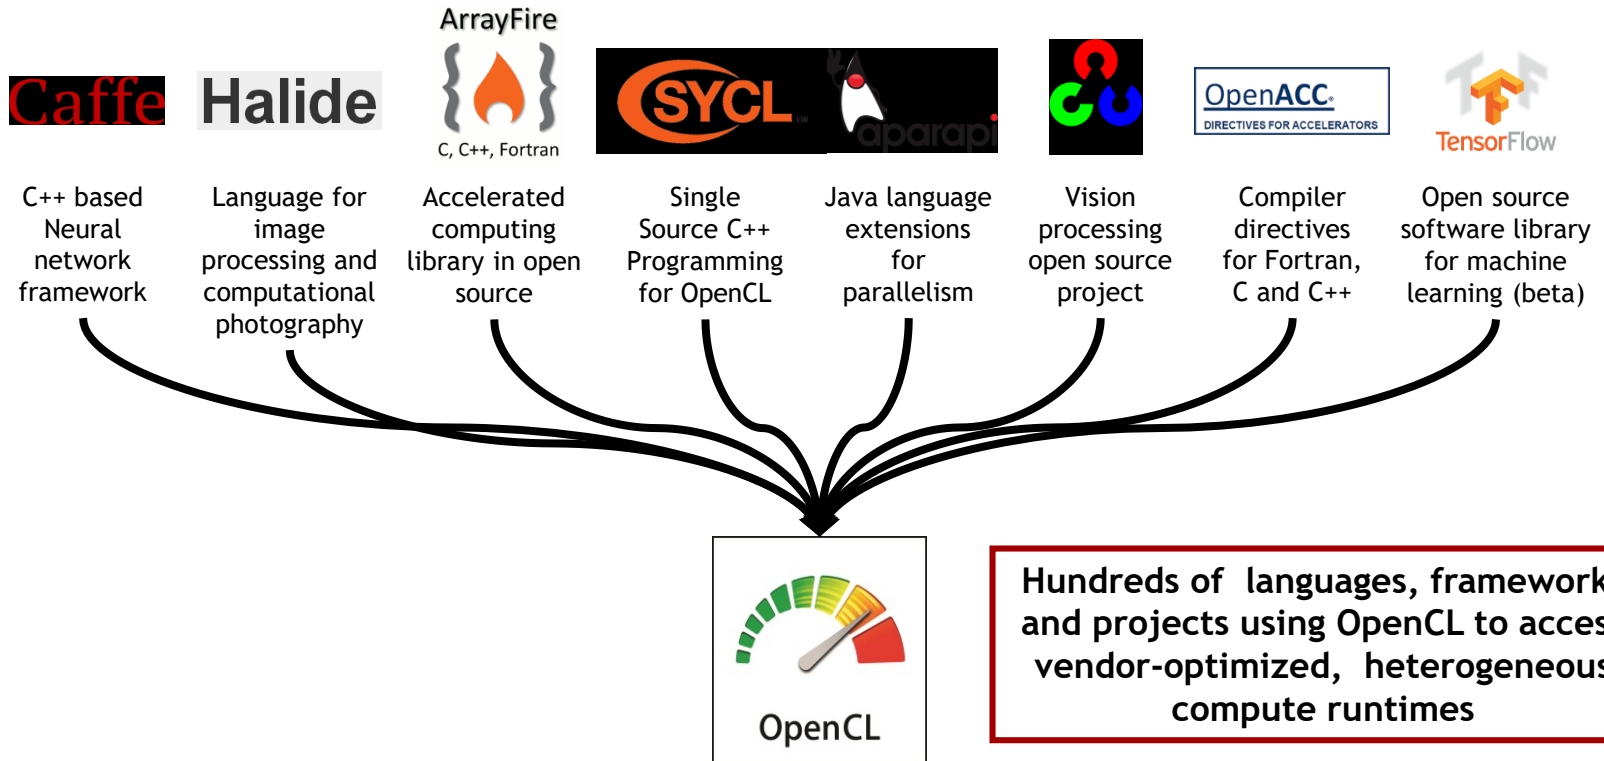 Caffe
Halide
ArrayFire
C, C++, Fortran
SYCL
aparapi
OpenACC.
DIRECTIVES FOR ACCELERATORS
TensorFlow
C++ based
Neural
network
framework
Language for
image
processing and
computational
photography
Accelerated
computing
library in open
source
Single
Source C++
Programming
for OpenCL
Java language
extensions
for
parallelism
Vision
processing
open source
project
Compiler
directives
for Fortran,
C and C++
Open source
software library
for machine
learning (beta)
OpenCL
Hundreds of languages, framework
and projects using OpenCL to acces
vendor-optimized, heterogeneous
compute runtimes